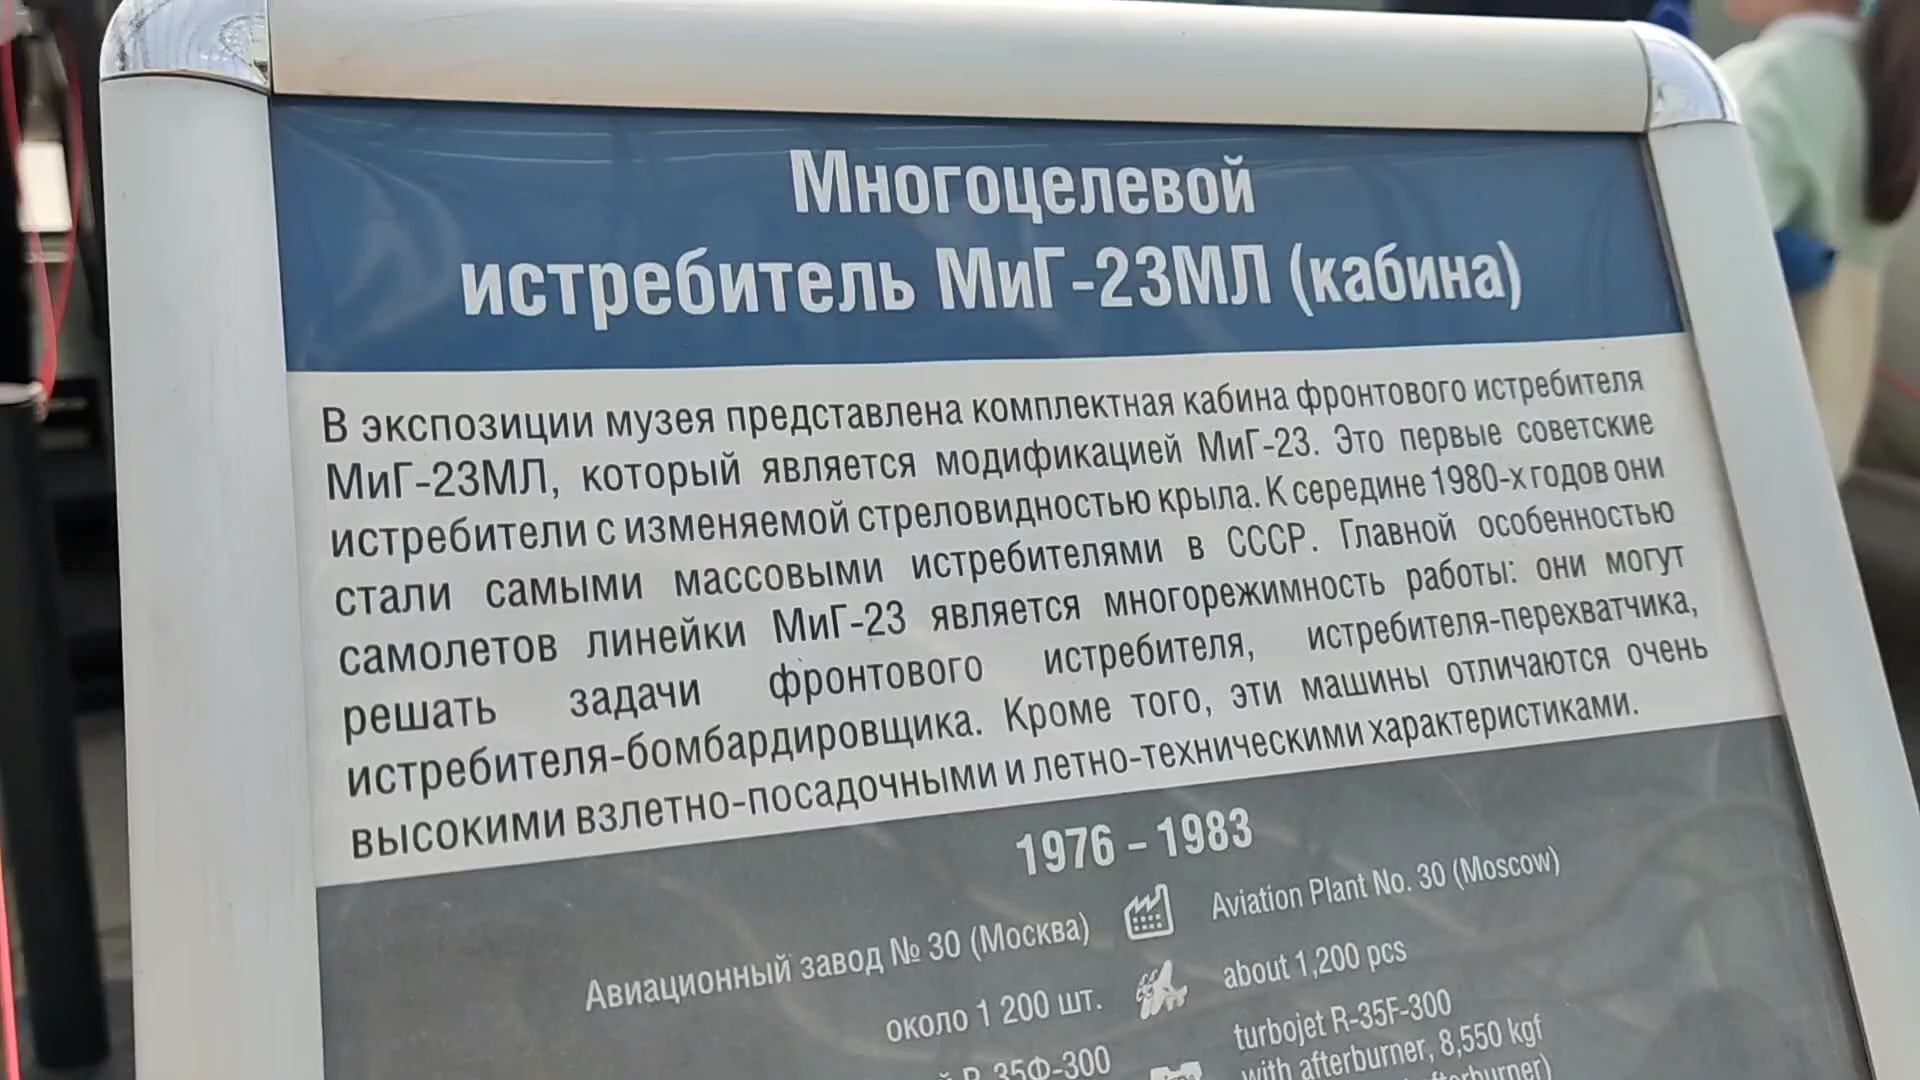 Многоцелевой
истребитель МиГ-23МЛ (кабина)
В экспозиции музея представлена комплектная кабина фронтового истребителя
МиГ-23МЛ, который является модификацией МиГ-23. Это первые советские
истребители с изменяемой стреловидностью крыла. К середине 1980-х годов они
стали самыми массовыми истребителями в СССР. Главной особенностью
самолетов линейки МиГ-23 является многорежимность работы: они могут
решать задачи фронтового истребителя, истребителя-перехватчика,
истребителя-бомбардировщика. Кроме того, эти машины отличаются очень
высокими взлетно-посадочными и летно-техническими характеристиками.
1976 – 1983
Авиационный завод № 30 (Москва) Aviation Plant No. 30 (Moscow)
около 1 200 шт. about 1,200 pcs
35Ф-300 turbojet R-35F-300
with afterburner, 8,550 kgf